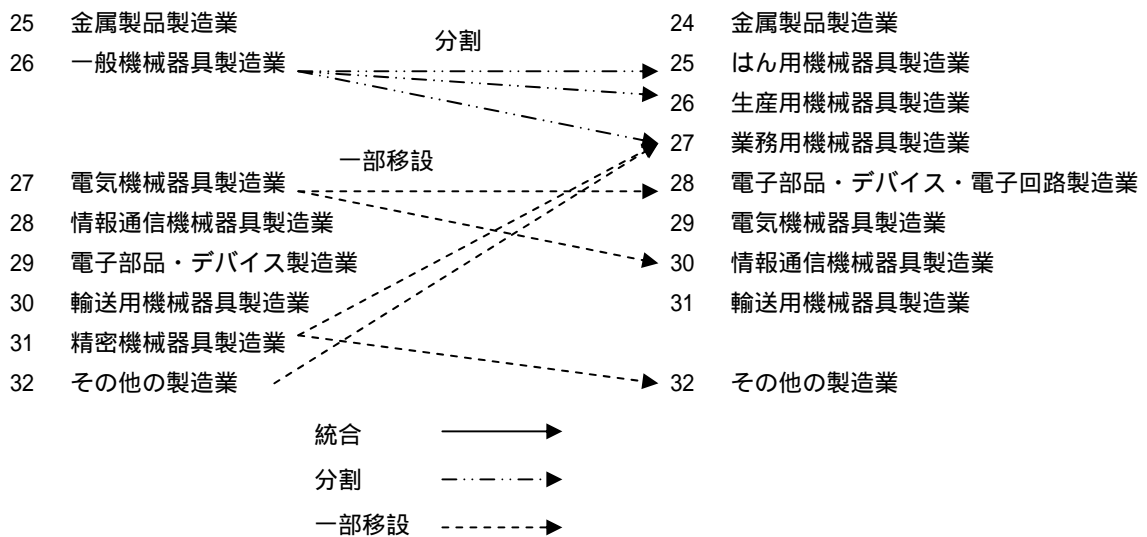 25 金属製品製造業 24 金属製品製造業
分割
26 一般機械器具製造業 25 はん用機械器具製造業
26 生産用機械器具製造業
27 業務用機械器具製造業
一部移設
27 電気機械器具製造業 28 電子部品・デバイス・電子回路製造業
28 情報通信機械器具製造業 29 電気機械器具製造業
29 電子部品・デバイス製造業 30 情報通信機械器具製造業
30 輸送用機械器具製造業 31 輸送用機械器具製造業
31 精密機械器具製造業
32 その他の製造業 32 その他の製造業
統合
分割
一部移設